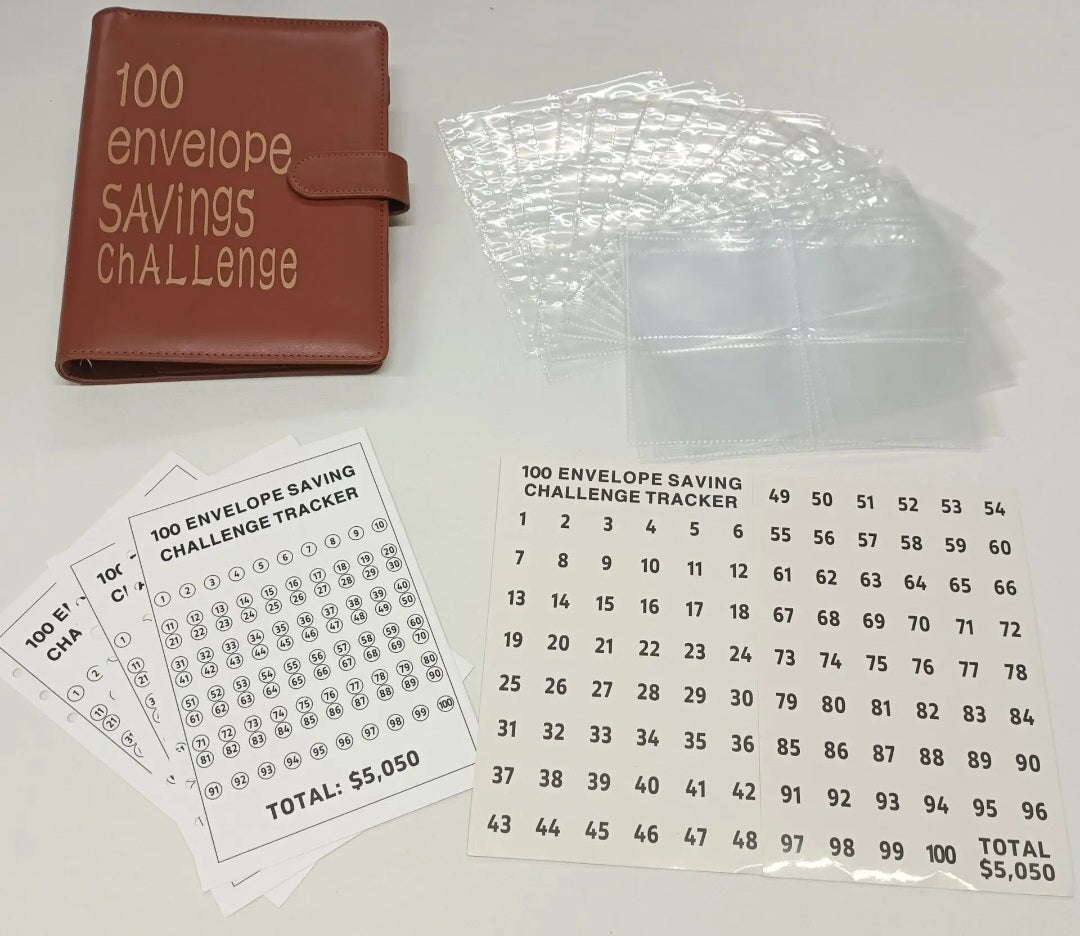 100
envelope
SAVings
ChALLenge
100 E
CHA
1 2
11
21
100
C
1
11
21
100 ENVELOPE SAVING
CHALLENGE TRACKER
1 2 3 4 5 6 7 8 9 10
11 12 13 14 15 16 17 18 19 20
21 22 23 24 25 26 27 28 29 30
31 32 33 34 35 36 37 38 39 40
41 42 43 44 45 46 47 48 49 50
51 52 53 54 55 56 57 58 59 60
61 62 63 64 65 66 67 68 69 70
71 72 73 74 75 76 77 78 79 80
81 82 83 84 85 86 87 88 89 90
91 92 93 94 95 96 97 98 99 100
TOTAL: $5,050
100 ENVELOPE SAVING
CHALLENGE TRACKER
1 2 3 4 5 6
7 8 9 10 11 12
13 14 15 16 17 18
19 20 21 22 23 24
25 26 27 28 29 30
31 32 33 34 35 36
37 38 39 40 41 42
43 44 45 46 47 48
49 50 51 52 53 54
55 56 57 58 59 60
61 62 63 64 65 66
67 68 69 70 71 72
73 74 75 76 77 78
79 80 81 82 83 84
85 86 87 88 89 90
91 92 93 94 95 96
97 98 99 100 TOTAL
$5,050